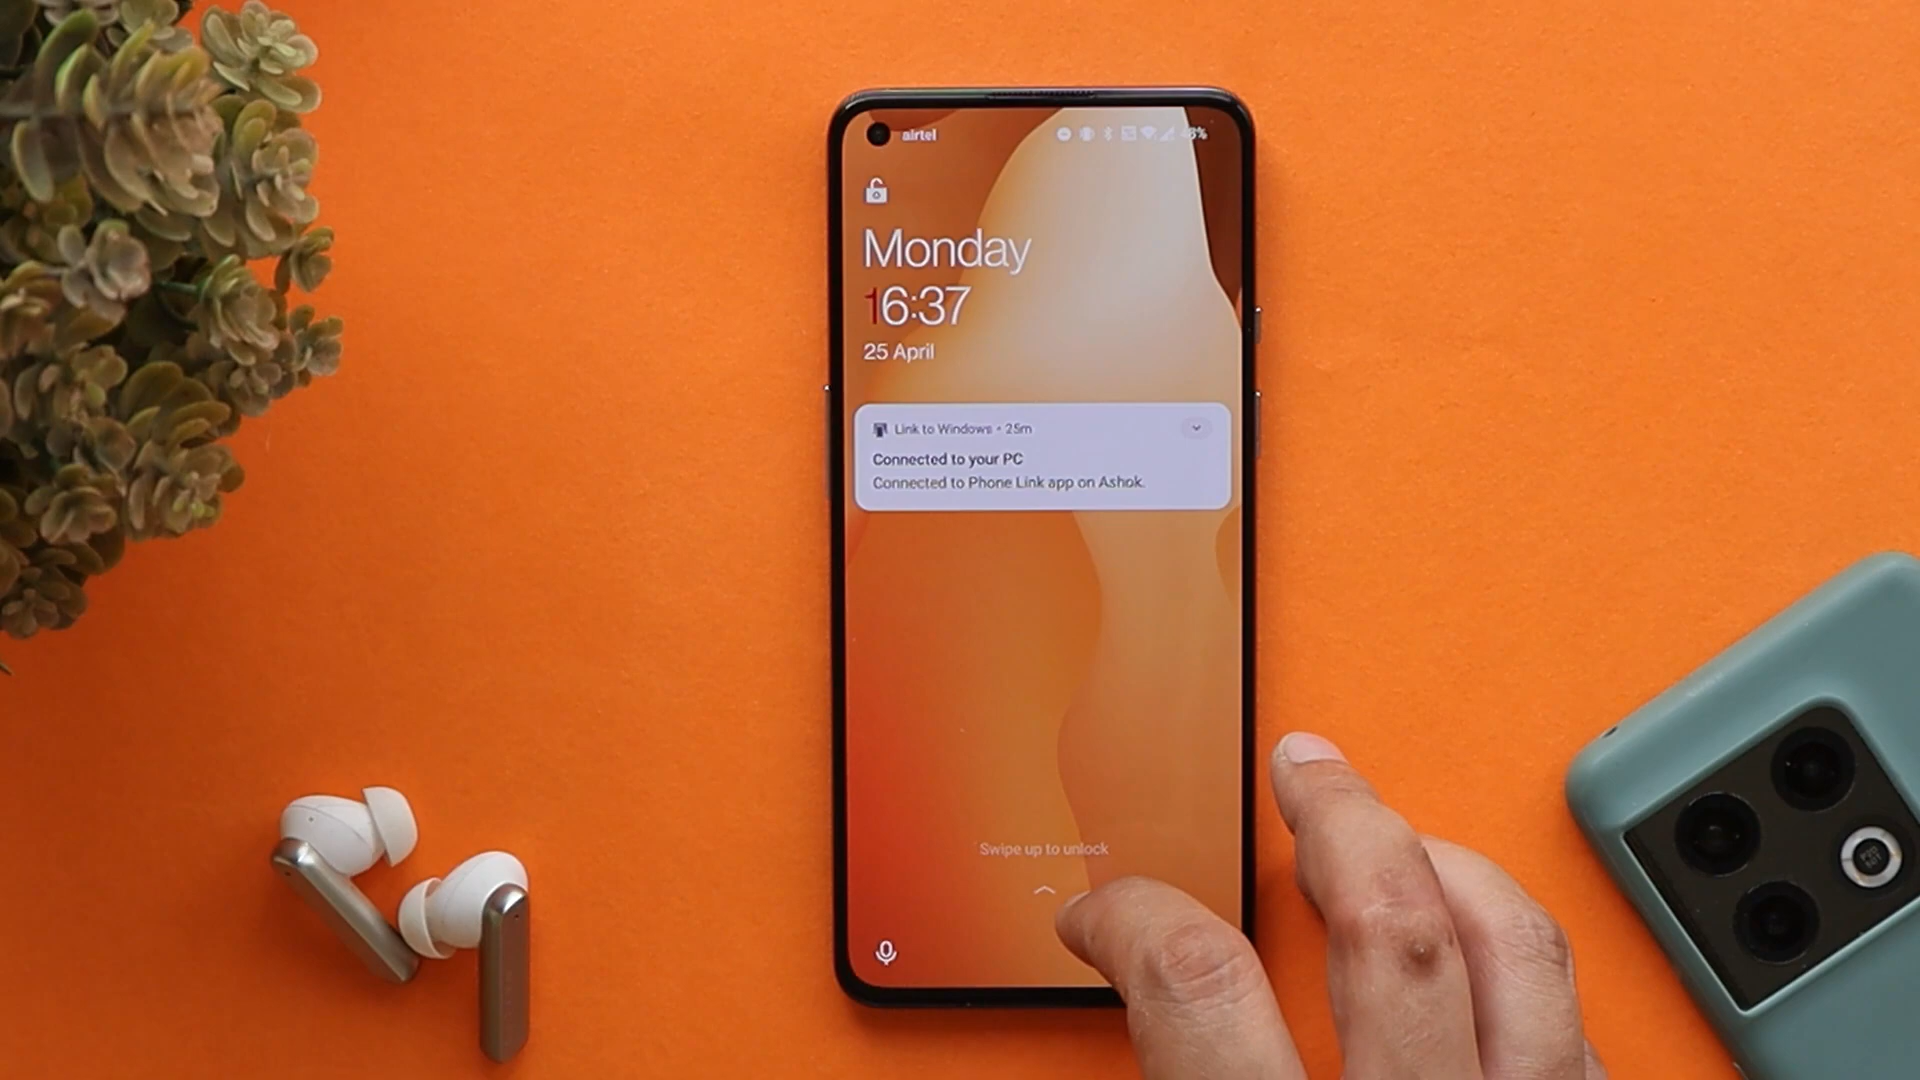 airtel
Monday
16:37
25 April
Link to Windows • 25m
Connected to your PC
Connected to Phone Link app on Ashok.
Swipe up to unlock